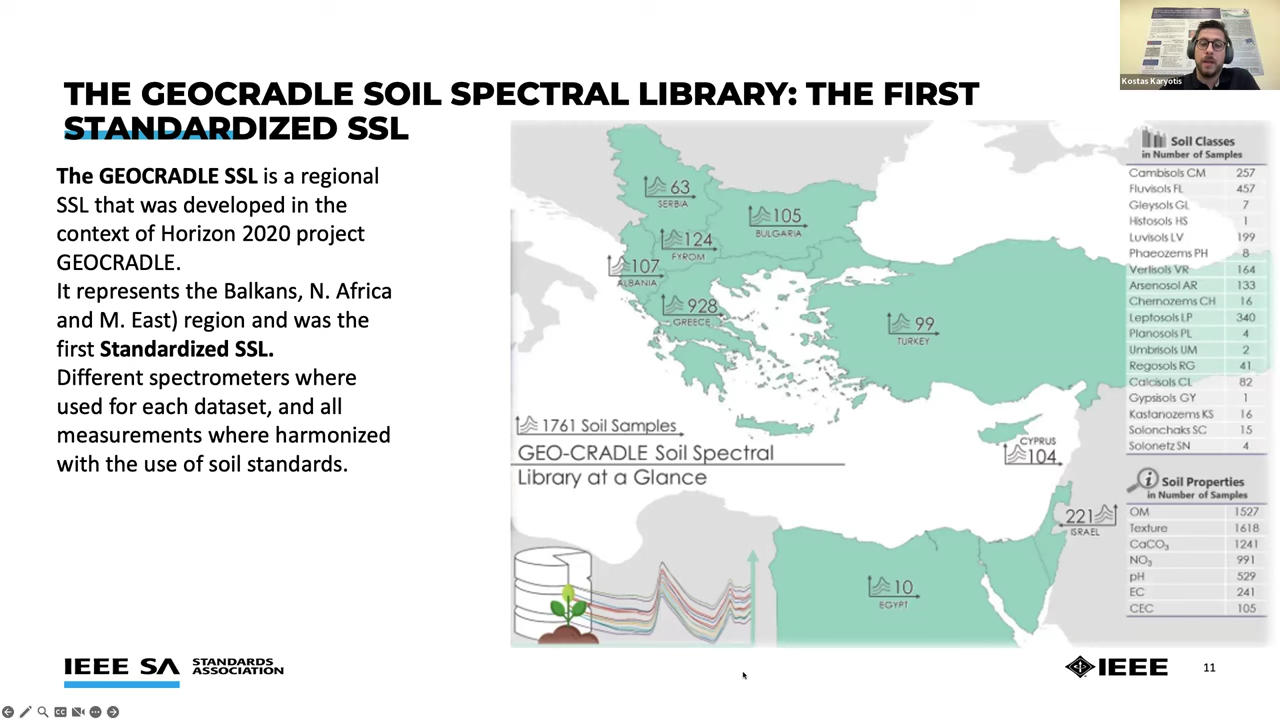 Kostas Karyotis
THE GEOCRADLE SOIL SPECTRAL LIBRARY: THE FIRST
STANDARDIZED SSL
The GEOCRADLE SSL is a regional
SSL that was developed in the
context of Horizon 2020 project
GEOCRADLE.
It represents the Balkans, N. Africa
and M. East) region and was the
first Standardized SSL.
Different spectrometers where
used for each dataset, and all
measurements where harmonized
with the use of soil standards.
63
SERBIA
105
BULGARIA
124
FYROM
107
ALBANIA
928
GREECE
99
TURKEY
1761 Soil Samples
GEO-CRADLE Soil Spectral
Library at a Glance
CYPRUS
104
221
ISRAEL
10
EGYPT
Soil Classes
in Number of Samples
Cambisols CM 257
Fluvisols FL 457
Gleysols GL 7
Histosols HS 1
Luvisols LV 199
Phaeozems PH 8
Vertisols VR 164
Arsenosol AR 133
Chernozems CH 16
Leptosols LP 340
Planosols PL 4
Umbrisols UM 2
Regosols RG 41
Calcisols CL 82
Gypsisols GY 1
Kastanozems KS 16
Solonchaks SC 15
Solonetz SN 4
Soil Properties
in Number of Samples
OM 1527
Texture 1618
CaCO₃ 1241
NO₃ 991
pH 529
EC 241
CEC 105
IEEE SA STANDARDS
ASSOCIATION
IEEE
11